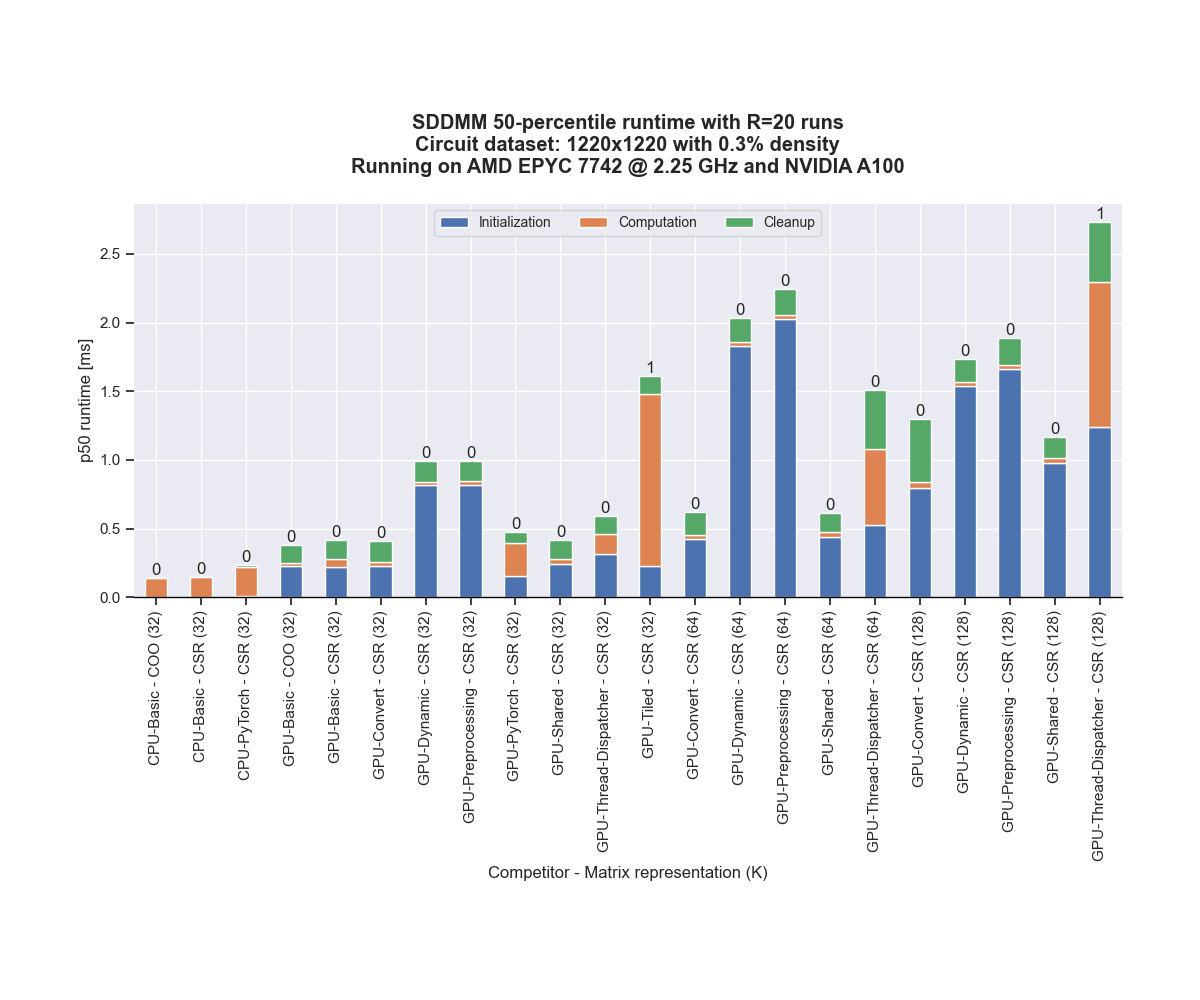 SDDMM 50-percentile runtime with R=20 runs
Circuit dataset: 1220x1220 with 0.3% density
Running on AMD EPYC 7742 @ 2.25 GHz and NVIDIA A100
Initialization Computation Cleanup
p50 runtime [ms]
2.5
2.0
1.5
1.0
0.5
0.0
0 0 0 0 0 0 0 0 0 0 0 1 0 0 0 0 0 0 0 0 0 1
CPU-Basic - COO (32)
CPU-Basic - CSR (32)
CPU-PyTorch - CSR (32)
GPU-Basic - COO (32)
GPU-Basic - CSR (32)
GPU-Convert - CSR (32)
GPU-Dynamic - CSR (32)
GPU-Preprocessing - CSR (32)
GPU-PyTorch - CSR (32)
GPU-Shared - CSR (32)
GPU-Thread-Dispatcher - CSR (32)
GPU-Tiled - CSR (32)
GPU-Convert - CSR (64)
GPU-Dynamic - CSR (64)
GPU-Preprocessing - CSR (64)
GPU-Shared - CSR (64)
GPU-Thread-Dispatcher - CSR (64)
GPU-Convert - CSR (128)
GPU-Dynamic - CSR (128)
GPU-Preprocessing - CSR (128)
GPU-Shared - CSR (128)
GPU-Thread-Dispatcher - CSR (128)
Competitor - Matrix representation (K)